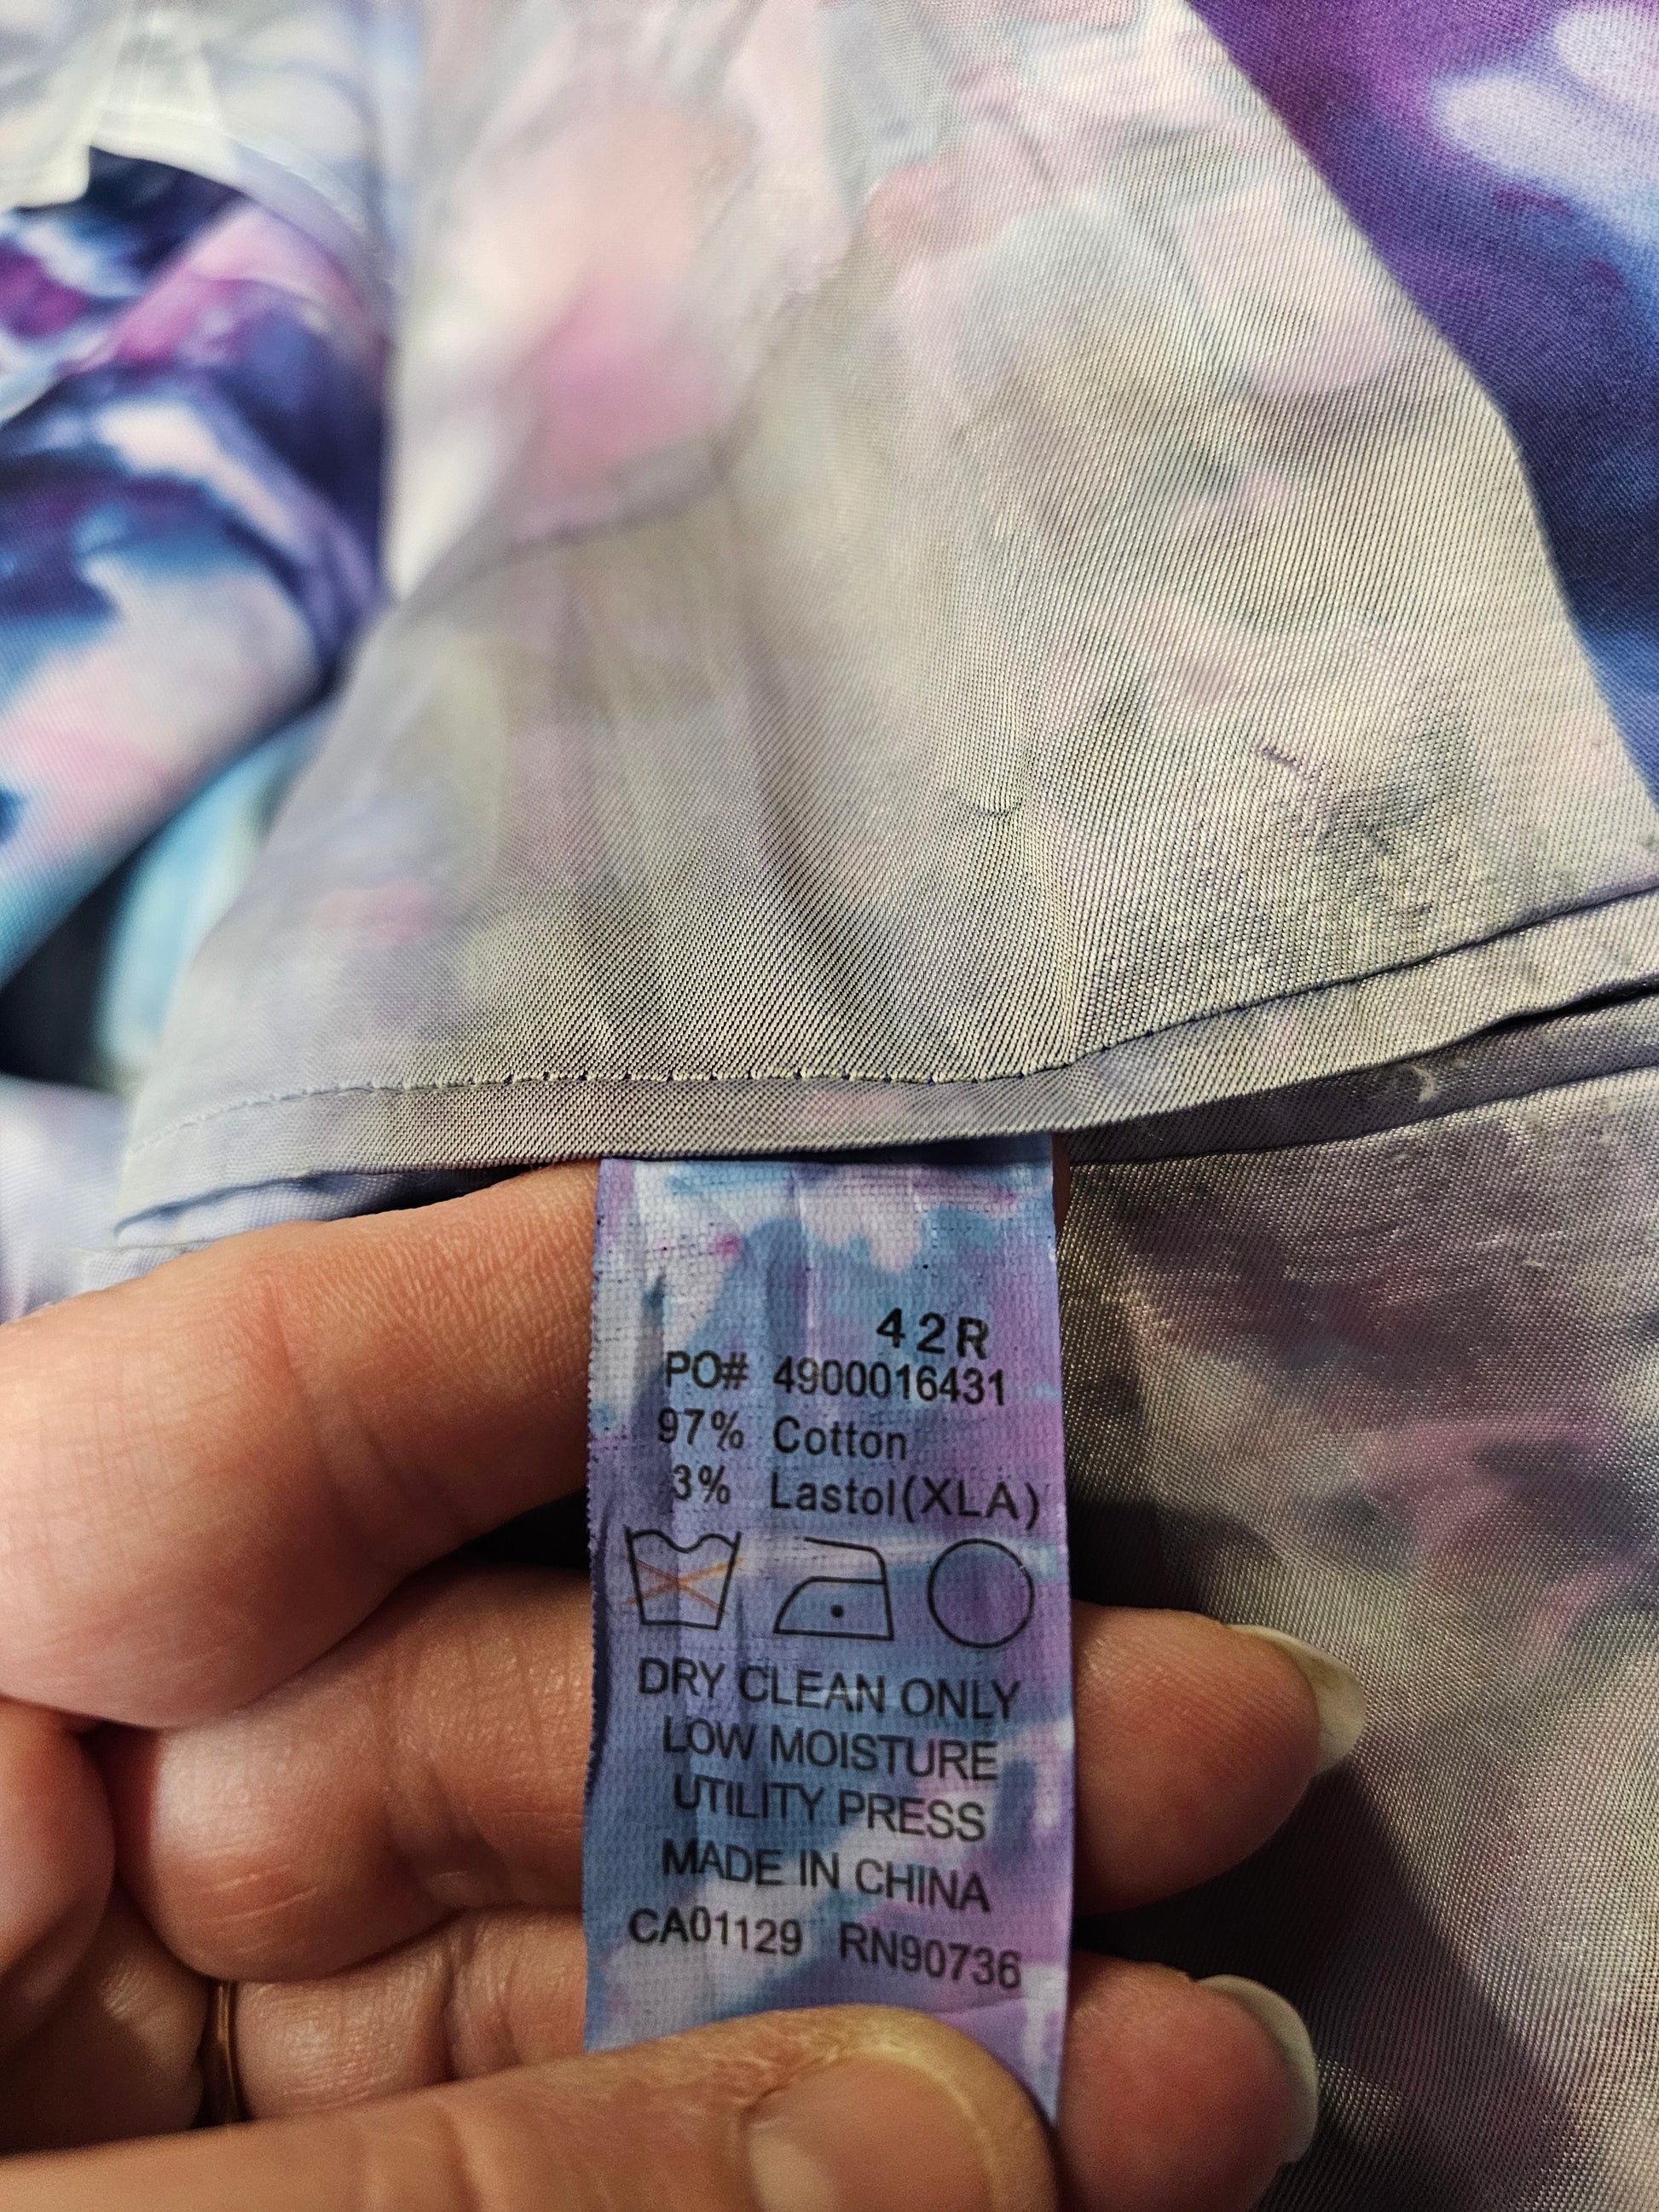 42R
PO# 4900016431
97% Cotton
3% Lastol(XLA)
DRY CLEAN ONLY
LOW MOISTURE
UTILITY PRESS
MADE IN CHINA
CA01129 RN90736